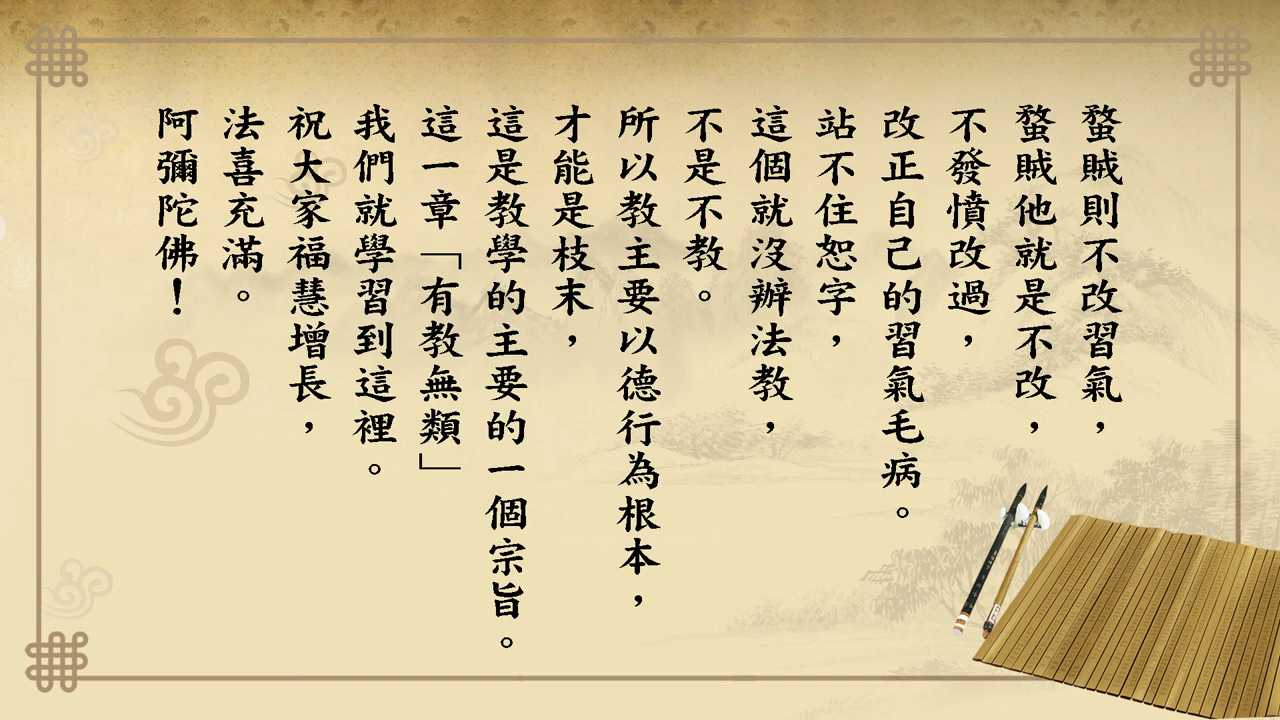 蝥賊則不改習氣，
蝥賊他就是不改，
不發憤改過，
改正自己的習氣毛病。
站不住恕字，
這個就沒辦法教，
不是不教。
所以教主要以德行為根本，
才能是枝末，
這是教學的主要的一個宗旨。
這一章「有教無類」
我們就學習到這裡。
祝大家福慧增長，
法喜充滿。
阿彌陀佛！